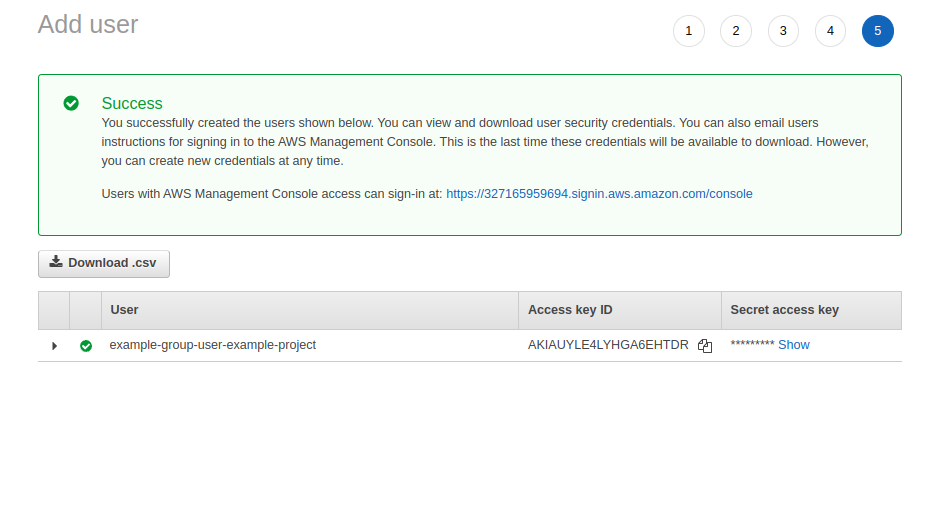 Add user
1 2 3 4 5
Success
You successfully created the users shown below. You can view and download user security credentials. You can also email users
instructions for signing in to the AWS Management Console. This is the last time these credentials will be available to download. However,
you can create new credentials at any time.
Users with AWS Management Console access can sign-in at: https://327165959694.signin.aws.amazon.com/console
Download .csv
User Access key ID Secret access key
example-group-user-example-project AKIAUYLE4LYHGA6EHTDR ********* Show